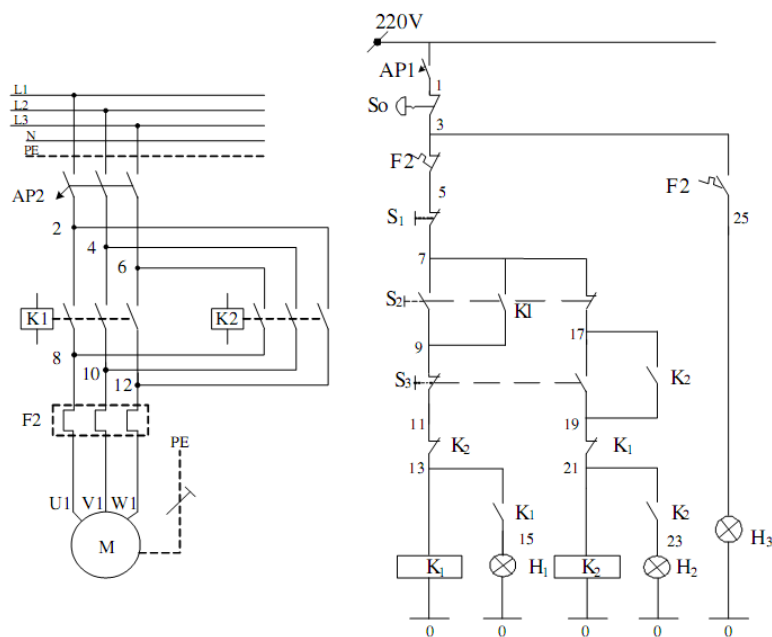 L1
L2
L3
N
PE
AP2
2
4
6
K1
K2
8
10
12
F2
PE
U1 V1 W1
M
220V
AP1
1
So
3
F2
F2
5
25
S1
7
S2
K1
17
9
S3
K2
19
11
K2
K1
13
21
K1
K2
15
23
H3
K1
H1
K2
H2
0
0
0
0
0